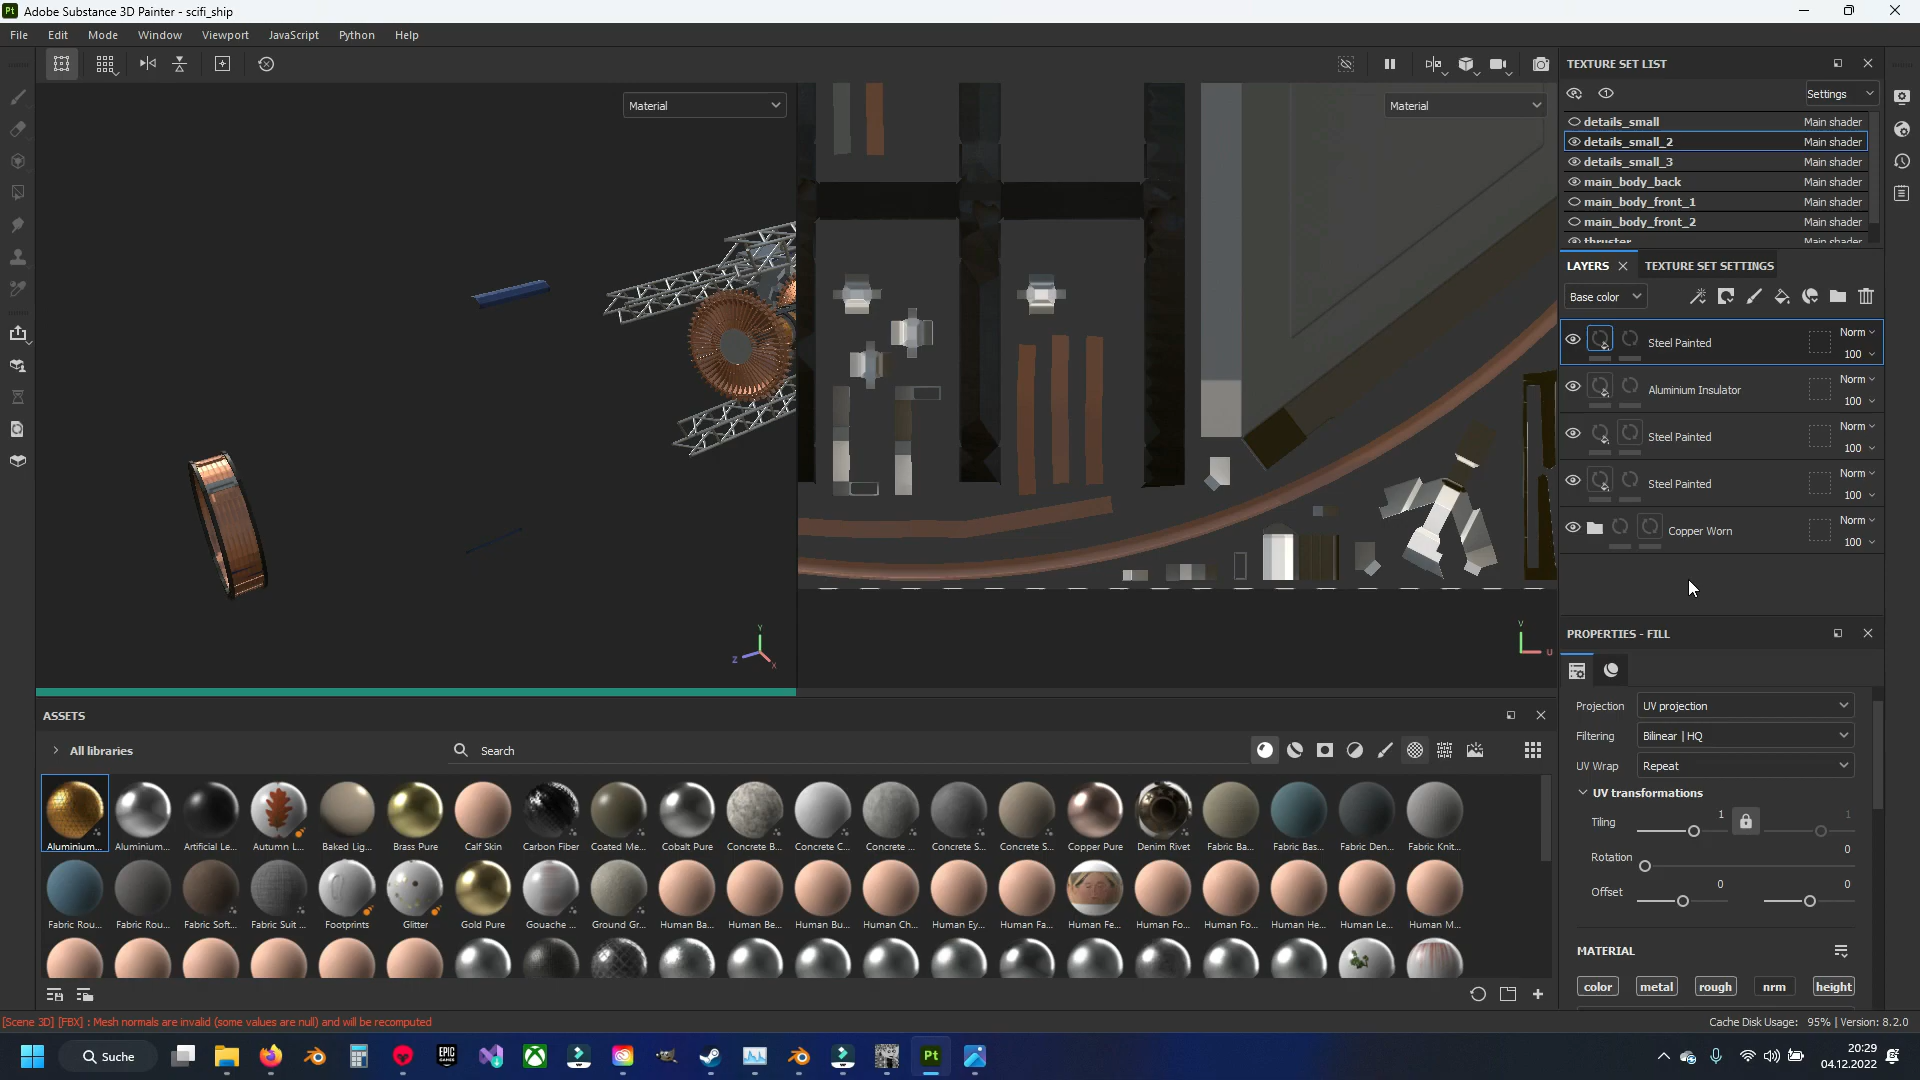 Pt Adobe Substance 3D Painter - scifi_ship
File Edit Mode Window Viewport JavaScript Python Help
Material
Material
TEXTURE SET LIST
Settings
details_small Main shader
details_small_2 Main shader
details_small_3 Main shader
main_body_back Main shader
main_body_front_1 Main shader
main_body_front_2 Main shader
thruster Main shader
LAYERS TEXTURE SET SETTINGS
Base color
Steel Painted Norm 100
Aluminium Insulator Norm 100
Steel Painted Norm 100
Steel Painted Norm 100
Copper Worn Norm 100
Y
Z
X
V
U
PROPERTIES - FILL
Projection UV projection
Filtering Bilinear | HQ
UV Wrap Repeat
UV transformations
Tiling 1 1
Rotation 0
Offset 0 0
MATERIAL
color metal rough nrm height
ASSETS
All libraries
Search
Aluminium... Aluminium... Artificial Le... Autumn L... Baked Lig... Brass Pure Calf Skin Carbon Fiber Coated Me... Cobalt Pure Concrete B... Concrete C... Concrete ... Concrete S... Concrete S... Copper Pure Denim Rivet Fabric Ba... Fabric Bas... Fabric Den... Fabric Knit...
Fabric Rou... Fabric Rou... Fabric Soft... Fabric Suit ... Footprints Glitter Gold Pure Gouache ... Ground Gr... Human Ba... Human Be... Human Bu... Human Ch... Human Ey... Human Fa... Human Fe... Human Fo... Human Fo... Human He... Human Le... Human M...
[Scene 3D] [FBX] : Mesh normals are invalid (some values are null) and will be recomputed
Cache Disk Usage: 95% | Version: 8.2.0
Suche
EPIC GAMES
Pt
20:29
04.12.2022